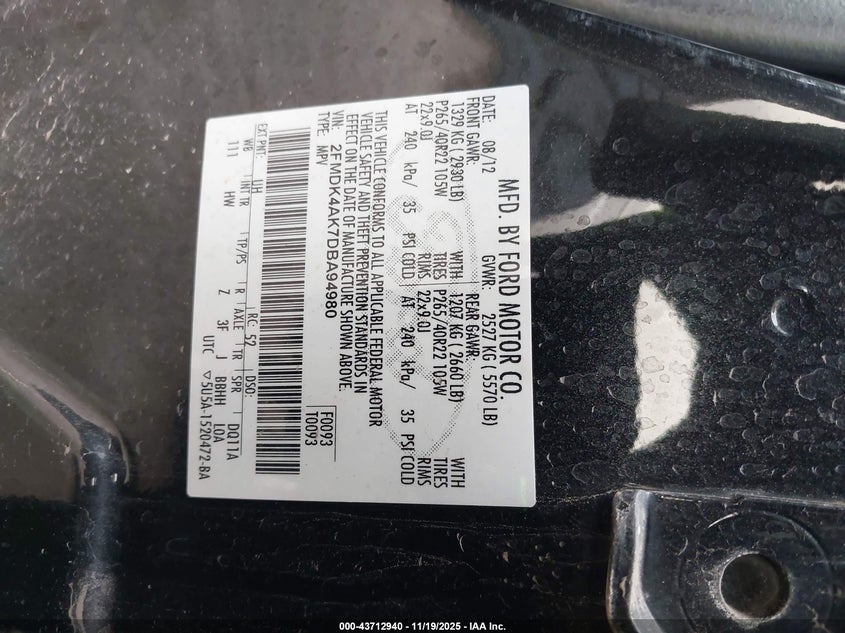 MFD. BY FORD MOTOR CO.
DATE: 08/12 GVWR: 2527 KG ( 5570 LB)
FRONT GAWR: REAR GAWR:
1329 KG ( 2930 LB) WITH 1207 KG ( 2660 LB) WITH
P265/40R22 105W TIRES P265/40R22 105W TIRES
22x9.0J RIMS 22x9.0J RIMS
AT 240 kPa/ 35 PSI COLD AT 240 kPa/ 35 PSI COLD
THIS VEHICLE CONFORMS TO ALL APPLICABLE FEDERAL MOTOR
VEHICLE SAFETY AND THEFT PREVENTION STANDARDS IN
EFFECT ON THE DATE OF MANUFACTURE SHOWN ABOVE.
VIN: 2FMDK4AK7DBA94980 F0093
TYPE: MPV T0093
EXT PNT: UH RC: 52 DSO:
WB INT TR TP/PS R AXLE TR SPR DQ11A
111 HW Z 3F J BBHH LOA
UTC ▽5U5A-1520472-BA
000-43712940 - 11/19/2025 - IAA Inc.